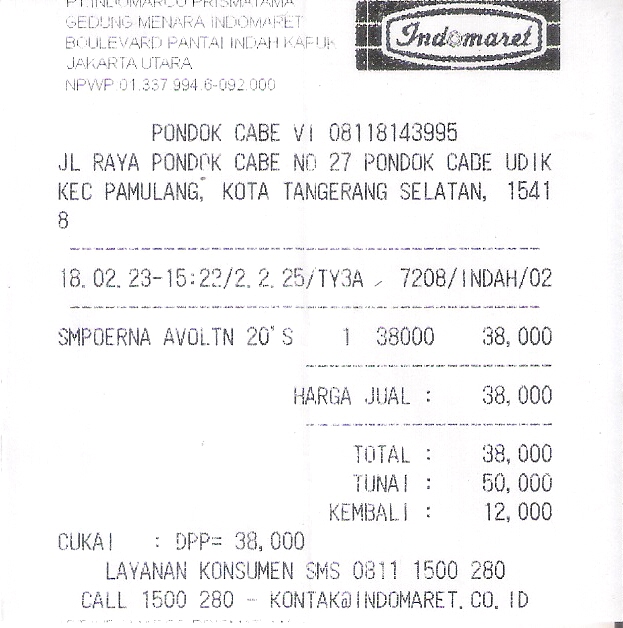 PT.INDOMARCO PRISMATAMA
GEDUNG MENARA INDOMARET
BOULEVARD PANTAI INDAH KAPUK
JAKARTA UTARA
NPWP 01.337.994.6-092.000
Indomaret
PONDOK CABE VI 08118143995
JL RAYA PONDOK CABE NO 27 PONDOK CABE UDIK
KEC PAMULANG, KOTA TANGERANG SELATAN, 1541
8
18.02.23-15:22/2.2.25/TY3A 7208/INDAH/02
SMPOERNA AVOLTN 20'S 1 38000 38,000
HARGA JUAL : 38,000
TOTAL : 38,000
TUNAI : 50,000
KEMBALI : 12,000
CUKAI : DPP= 38,000
LAYANAN KONSUMEN SMS 0811 1500 280
CALL 1500 280 - KONTAK@INDOMARET.CO.ID